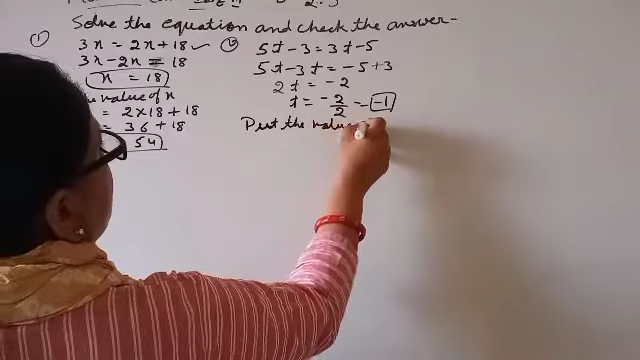 Solve the equation and check the answer-
① 3x = 2x+18 ✓
3x-2x = 18
x = 18
value of x
= 2x18 + 18
= 36 + 18
54
② 5t-3 = 3t-5
5t-3t = -5+3
2t = -2
t = -2/2 = -1
Put the value